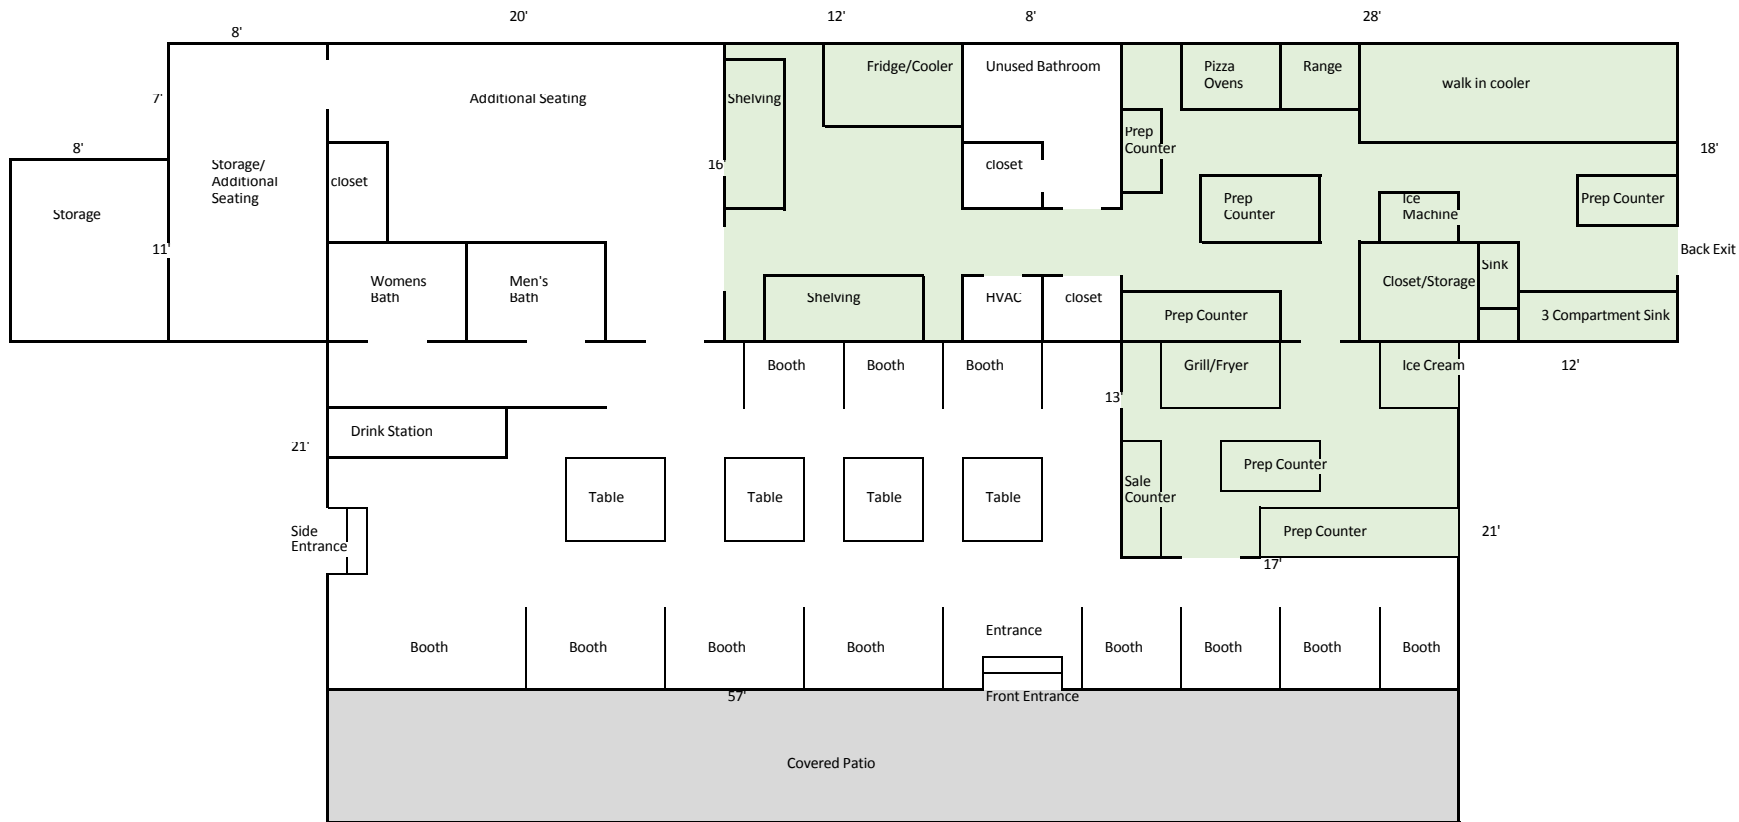 20'
12'
8'
28'
8'
Fridge/Cooler
Unused Bathroom
Pizza
Ovens
Range
walk in cooler
7'
Additional Seating
Shelving
Prep
Counter
8'
Storage/
Additional
Seating
closet
16'
closet
18'
Storage
Prep
Counter
Ice
Machine
Prep Counter
11'
Back Exit
Womens
Bath
Men's
Bath
Shelving
HVAC
closet
Closet/Storage
Sink
Prep Counter
3 Compartment Sink
Booth
Booth
Booth
Grill/Fryer
Ice Cream
12'
13'
Drink Station
21'
Prep Counter
Table
Table
Table
Table
Sale
Counter
Side
Entrance
Prep Counter
21'
17'
Entrance
Booth
Booth
Booth
Booth
Booth
Booth
Booth
Booth
57'
Front Entrance
Covered Patio